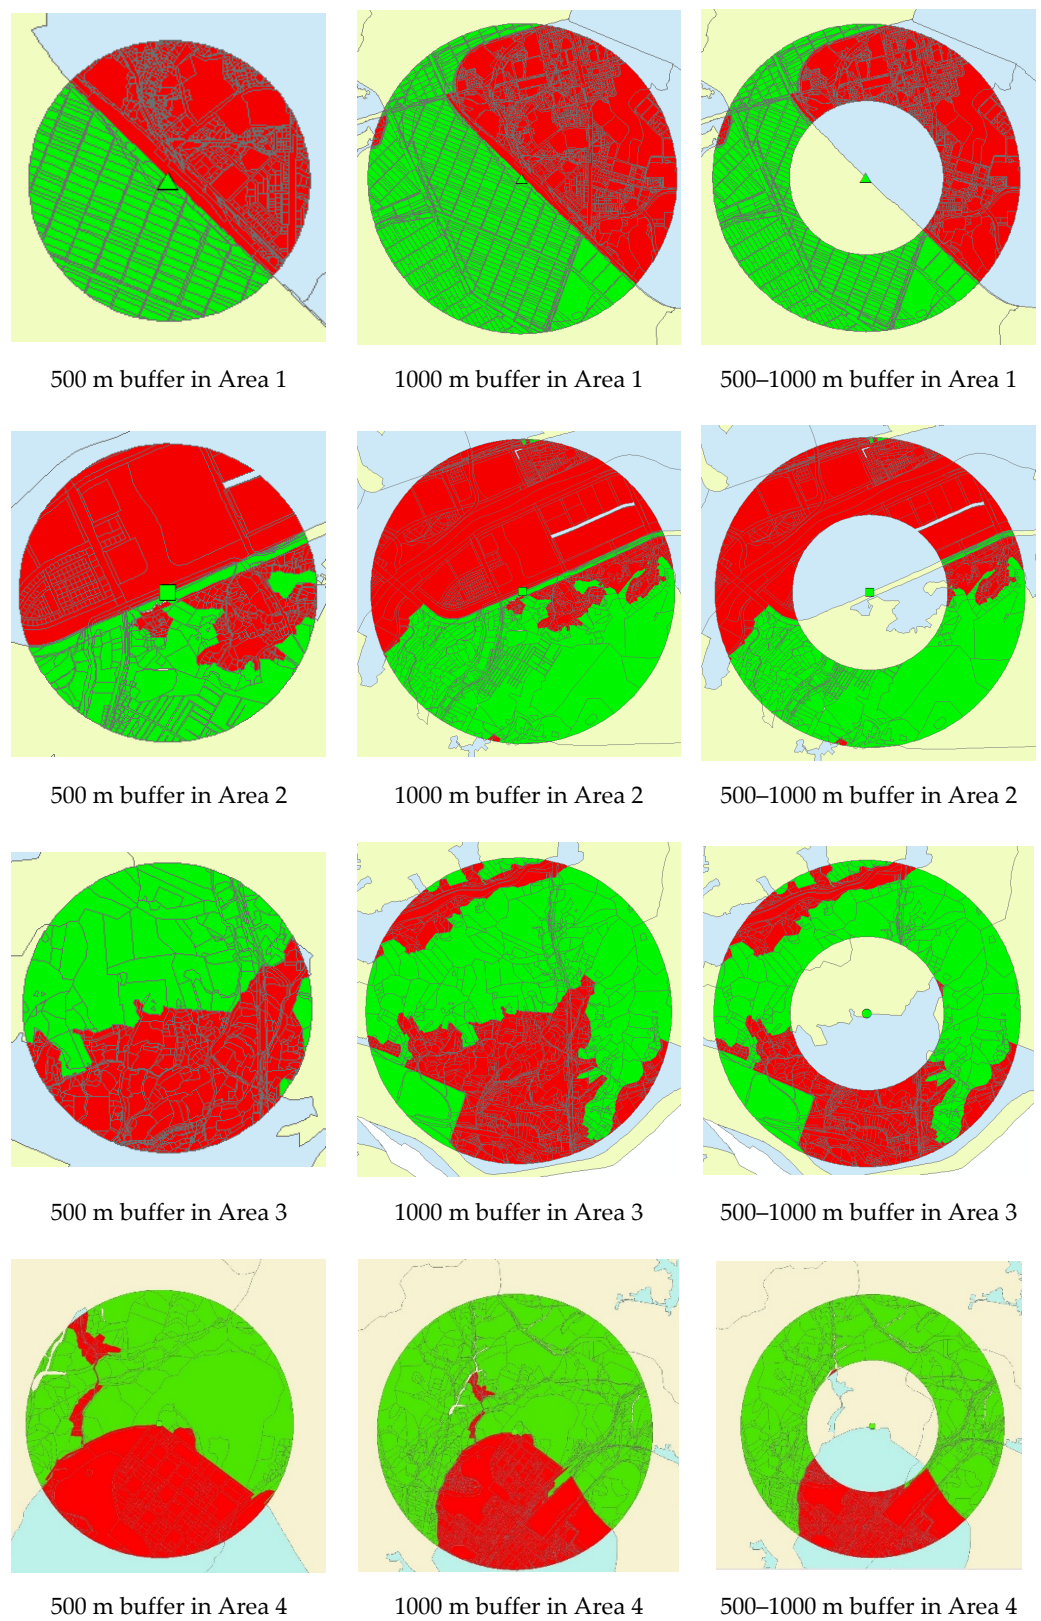 500 m buffer in Area 1
1000 m buffer in Area 1
500–1000 m buffer in Area 1
500 m buffer in Area 2
1000 m buffer in Area 2
500–1000 m buffer in Area 2
500 m buffer in Area 3
1000 m buffer in Area 3
500–1000 m buffer in Area 3
500 m buffer in Area 4
1000 m buffer in Area 4
500–1000 m buffer in Area 4